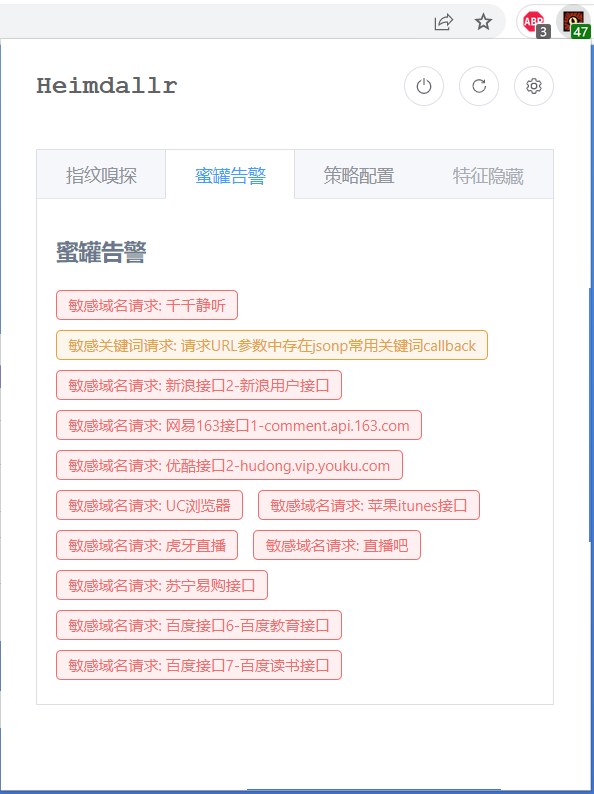 ABP
3
47
Heimdallr
指纹嗅探 蜜罐告警 策略配置 特征隐藏
蜜罐告警
敏感域名请求: 千千静听
敏感关键词请求: 请求URL参数中存在jsonp常用关键词callback
敏感域名请求: 新浪接口2-新浪用户接口
敏感域名请求: 网易163接口1-comment.api.163.com
敏感域名请求: 优酷接口2-hudong.vip.youku.com
敏感域名请求: UC浏览器 敏感域名请求: 苹果itunes接口
敏感域名请求: 虎牙直播 敏感域名请求: 直播吧
敏感域名请求: 苏宁易购接口
敏感域名请求: 百度接口6-百度教育接口
敏感域名请求: 百度接口7-百度读书接口